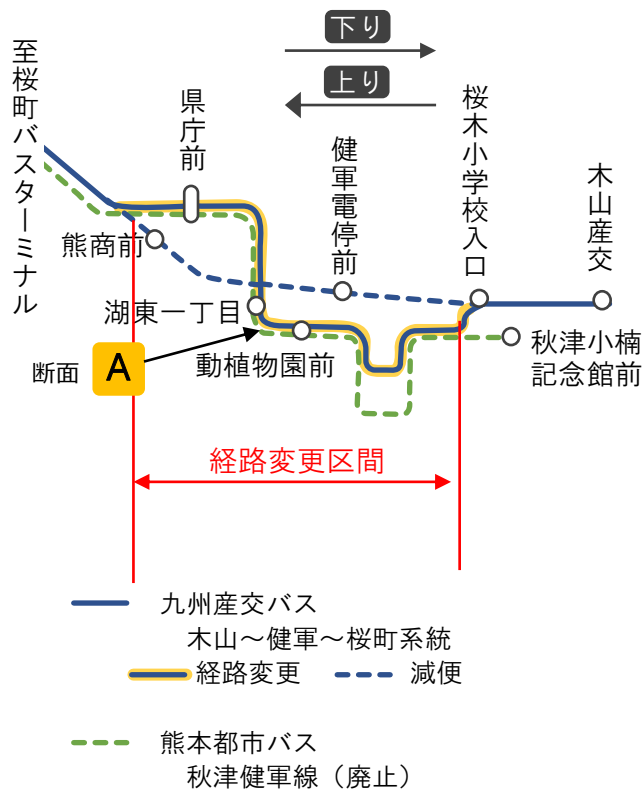 下り
上り
至桜町バスターミナル
県庁前
健軍電停前
桜木小学校入口
木山産交
熊商前
湖東一丁目
動植物園前
秋津小楠
記念館前
断面
A
経路変更区間
九州産交バス
木山～健軍～桜町系統
経路変更
減便
熊本都市バス
秋津健軍線（廃止）